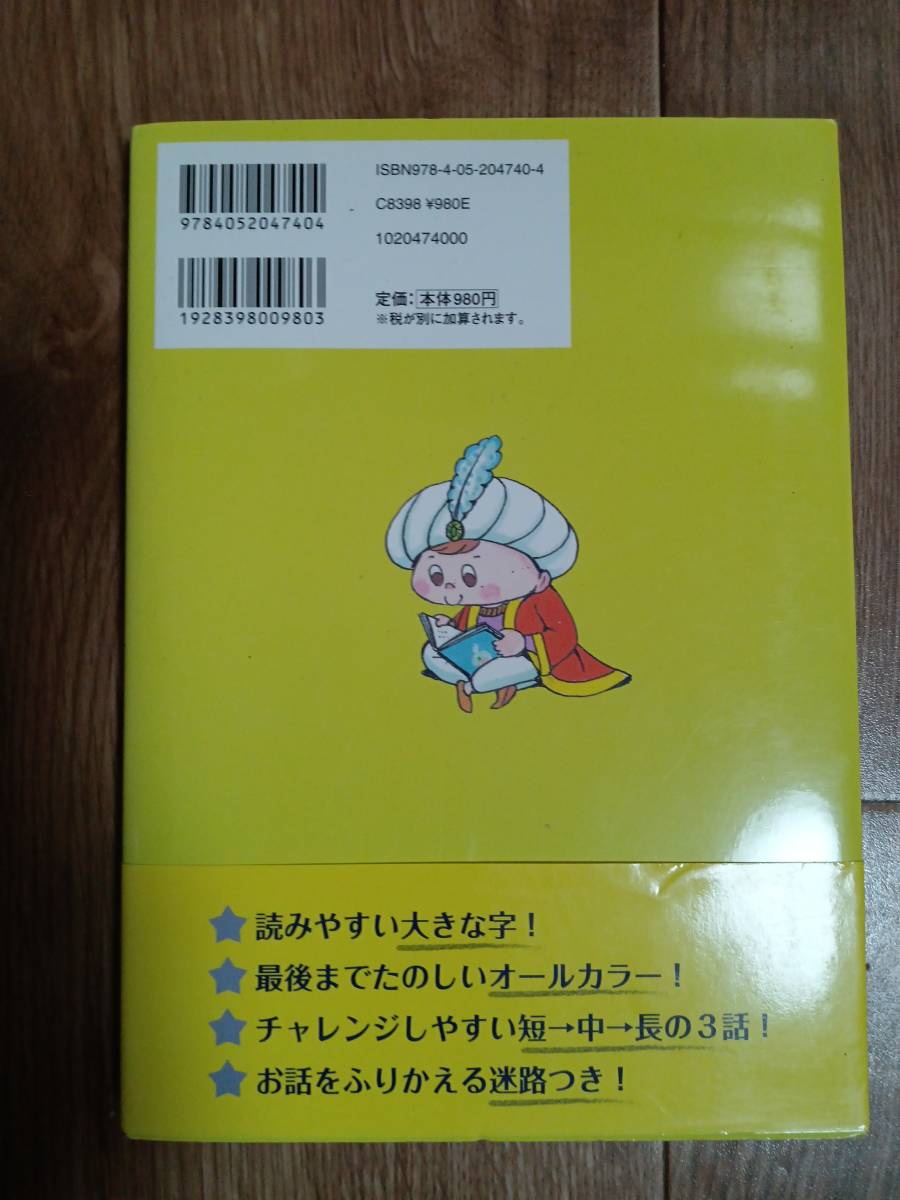 ISBN978-4-05-204740-4
9784052047404
C8398 ¥980E
1020474000
1928398009803
定価：本体980円
※税が別に加算されます。
読みやすい大きな字！
最後までたのしいオールカラー！
チャレンジしやすい短→中→長の３話！
お話をふりかえる迷路つき！